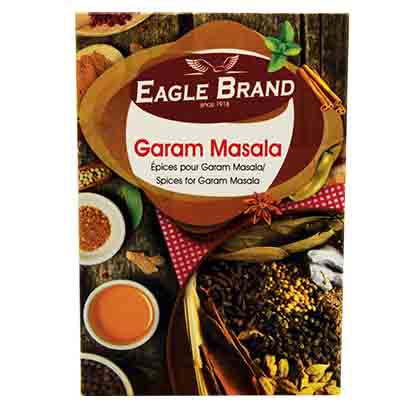 EAGLE BRAND
since 1918
Garam Masala
Épices pour Garam Masala/
Spices for Garam Masala